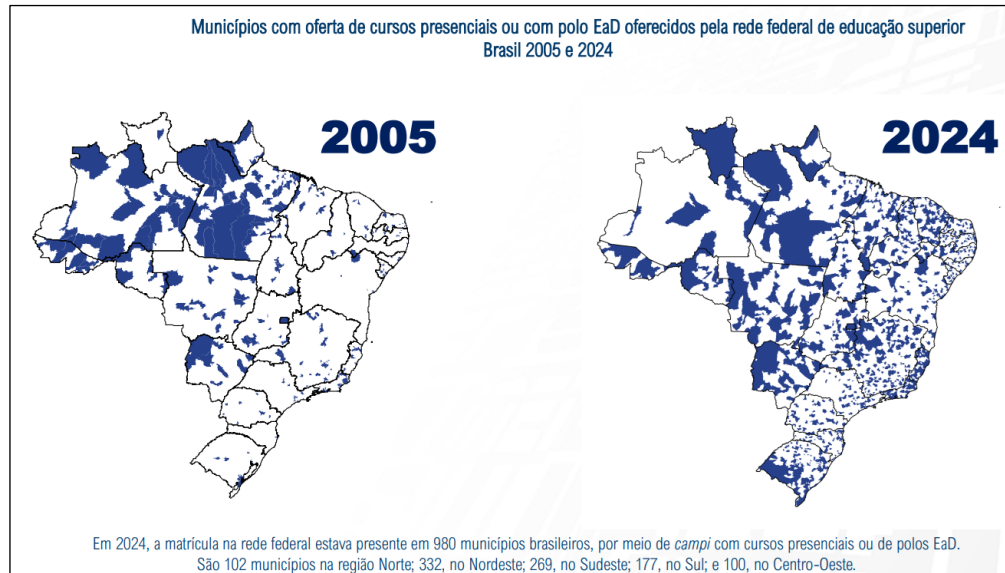 Municípios com oferta de cursos presenciais ou com polo EaD oferecidos pela rede federal de educação superior
Brasil 2005 e 2024
2005
2024
Em 2024, a matrícula na rede federal estava presente em 980 municípios brasileiros, por meio de campi com cursos presenciais ou de polos EaD.
São 102 municípios na região Norte; 332, no Nordeste; 269, no Sudeste; 177, no Sul; e 100, no Centro-Oeste.